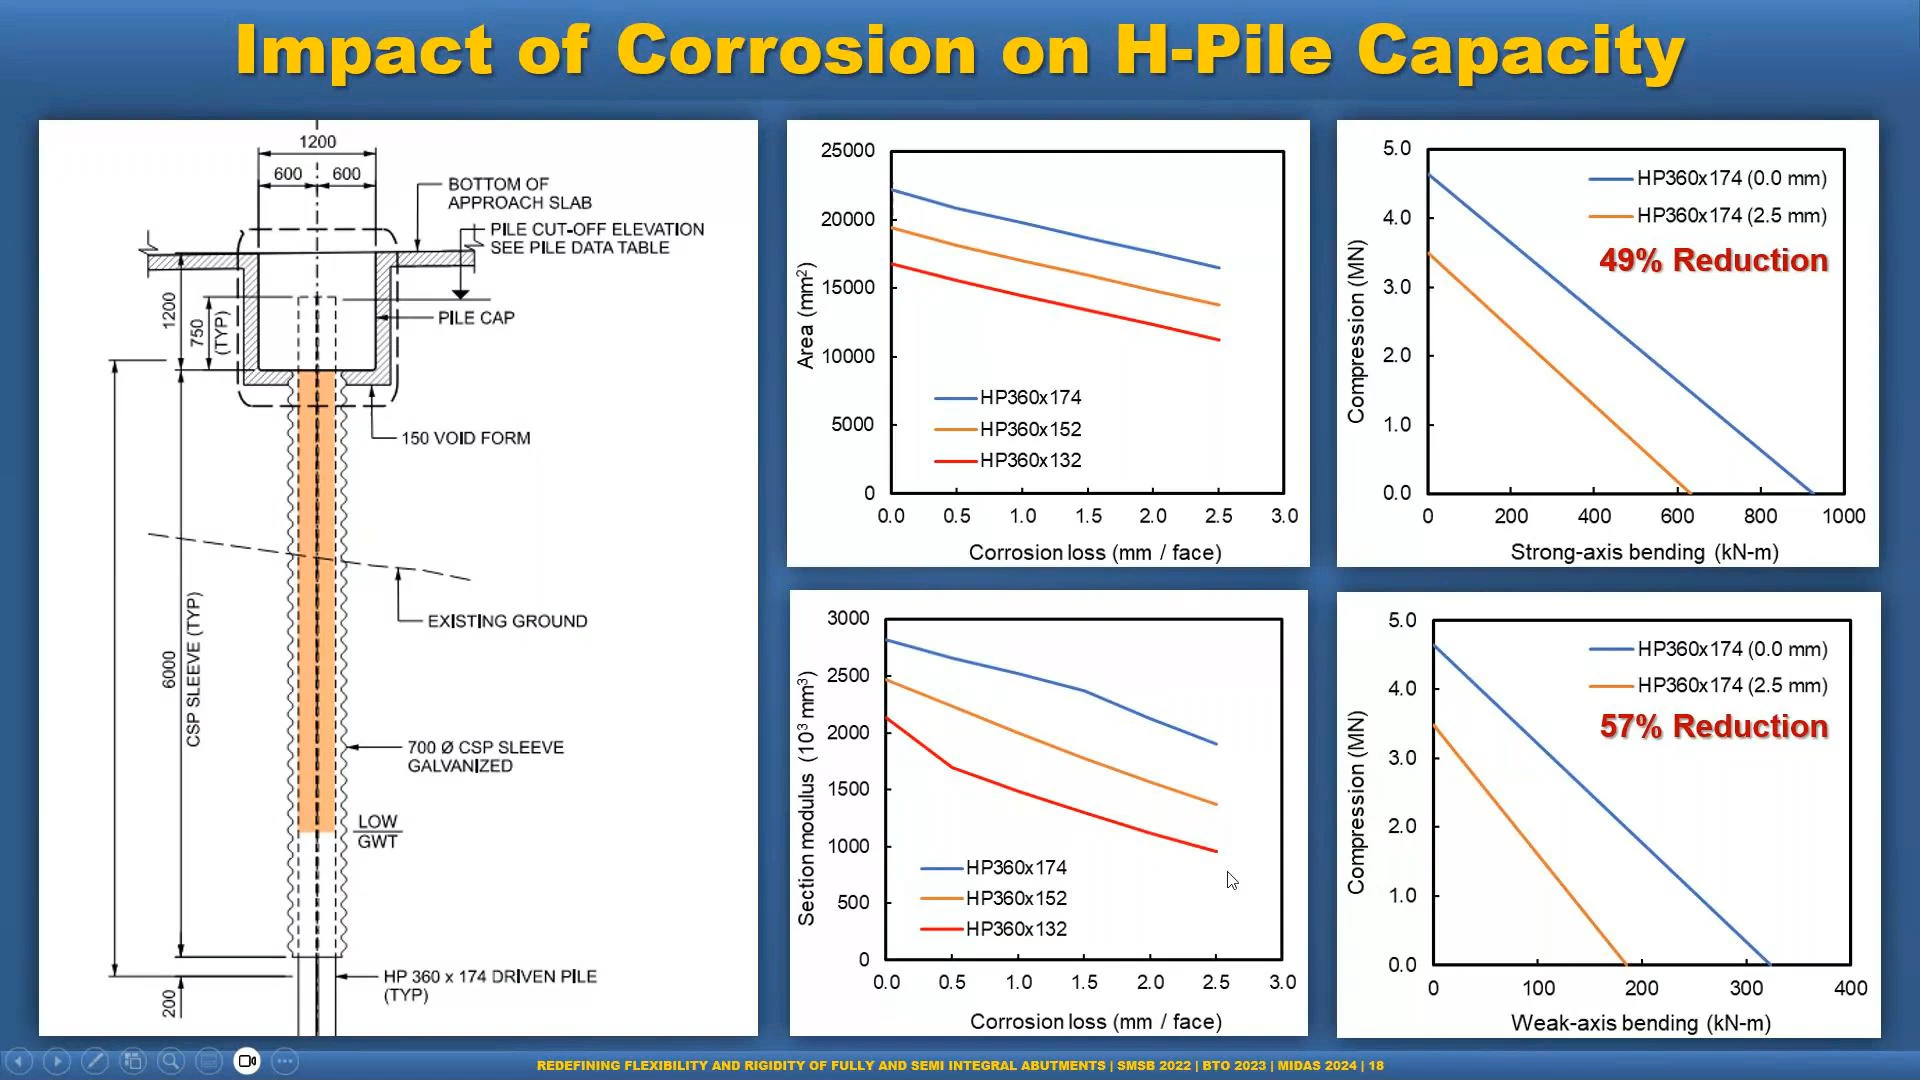 Impact of Corrosion on H-Pile Capacity
1200
600
600
BOTTOM OF
APPROACH SLAB
PILE CUT-OFF ELEVATION
SEE PILE DATA TABLE
1200
750
(TYP)
PILE CAP
150 VOID FORM
EXISTING GROUND
6000
CSP SLEEVE (TYP)
700 Ø CSP SLEEVE
GALVANIZED
LOW
GWT
HP 360 x 174 DRIVEN PILE
(TYP)
200
25000
20000
15000
10000
5000
0
Area (mm²)
HP360x174
HP360x152
HP360x132
0.0 0.5 1.0 1.5 2.0 2.5 3.0
Corrosion loss (mm / face)
5.0
4.0
3.0
2.0
1.0
0.0
Compression (MN)
HP360x174 (0.0 mm)
HP360x174 (2.5 mm)
49% Reduction
0 200 400 600 800 1000
Strong-axis bending (kN-m)
3000
2500
2000
1500
1000
500
0
Section modulus (10³ mm³)
HP360x174
HP360x152
HP360x132
0.0 0.5 1.0 1.5 2.0 2.5 3.0
Corrosion loss (mm / face)
5.0
4.0
3.0
2.0
1.0
0.0
Compression (MN)
HP360x174 (0.0 mm)
HP360x174 (2.5 mm)
57% Reduction
0 100 200 300 400
Weak-axis bending (kN-m)
REDEFINING FLEXIBILITY AND RIGIDITY OF FULLY AND SEMI INTEGRAL ABUTMENTS | SMSB 2022 | BTO 2023 | MIDAS 2024 | 18